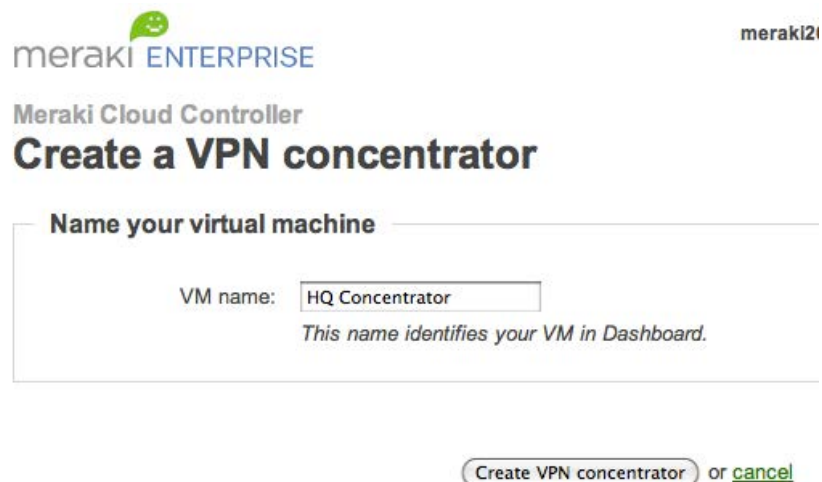 meraki ENTERPRISE
meraki20
Meraki Cloud Controller
Create a VPN concentrator
Name your virtual machine
VM name: HQ Concentrator
This name identifies your VM in Dashboard.
Create VPN concentrator or cancel